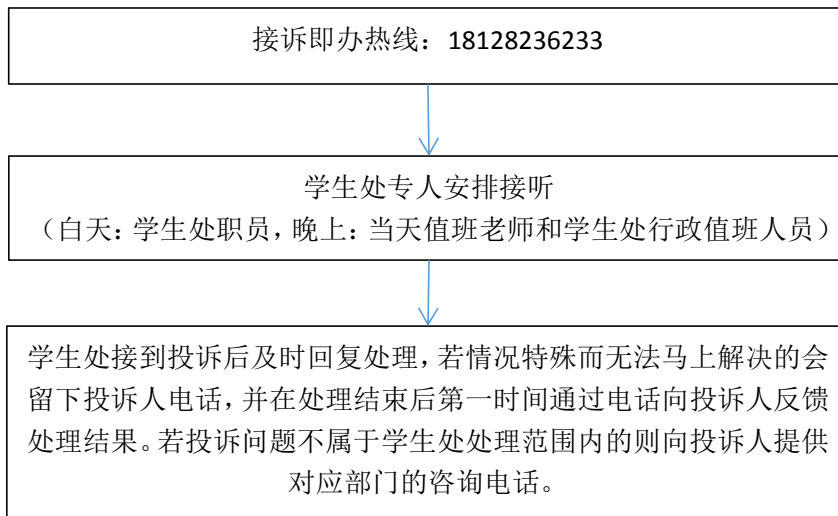 接诉即办热线：18128236233
学生处专人安排接听
（白天：学生处职员，晚上：当天值班老师和学生处行政值班人员）
学生处接到投诉后及时回复处理，若情况特殊而无法马上解决的会
留下投诉人电话，并在处理结束后第一时间通过电话向投诉人反馈
处理结果。若投诉问题不属于学生处处理范围内的则向投诉人提供
对应部门的咨询电话。